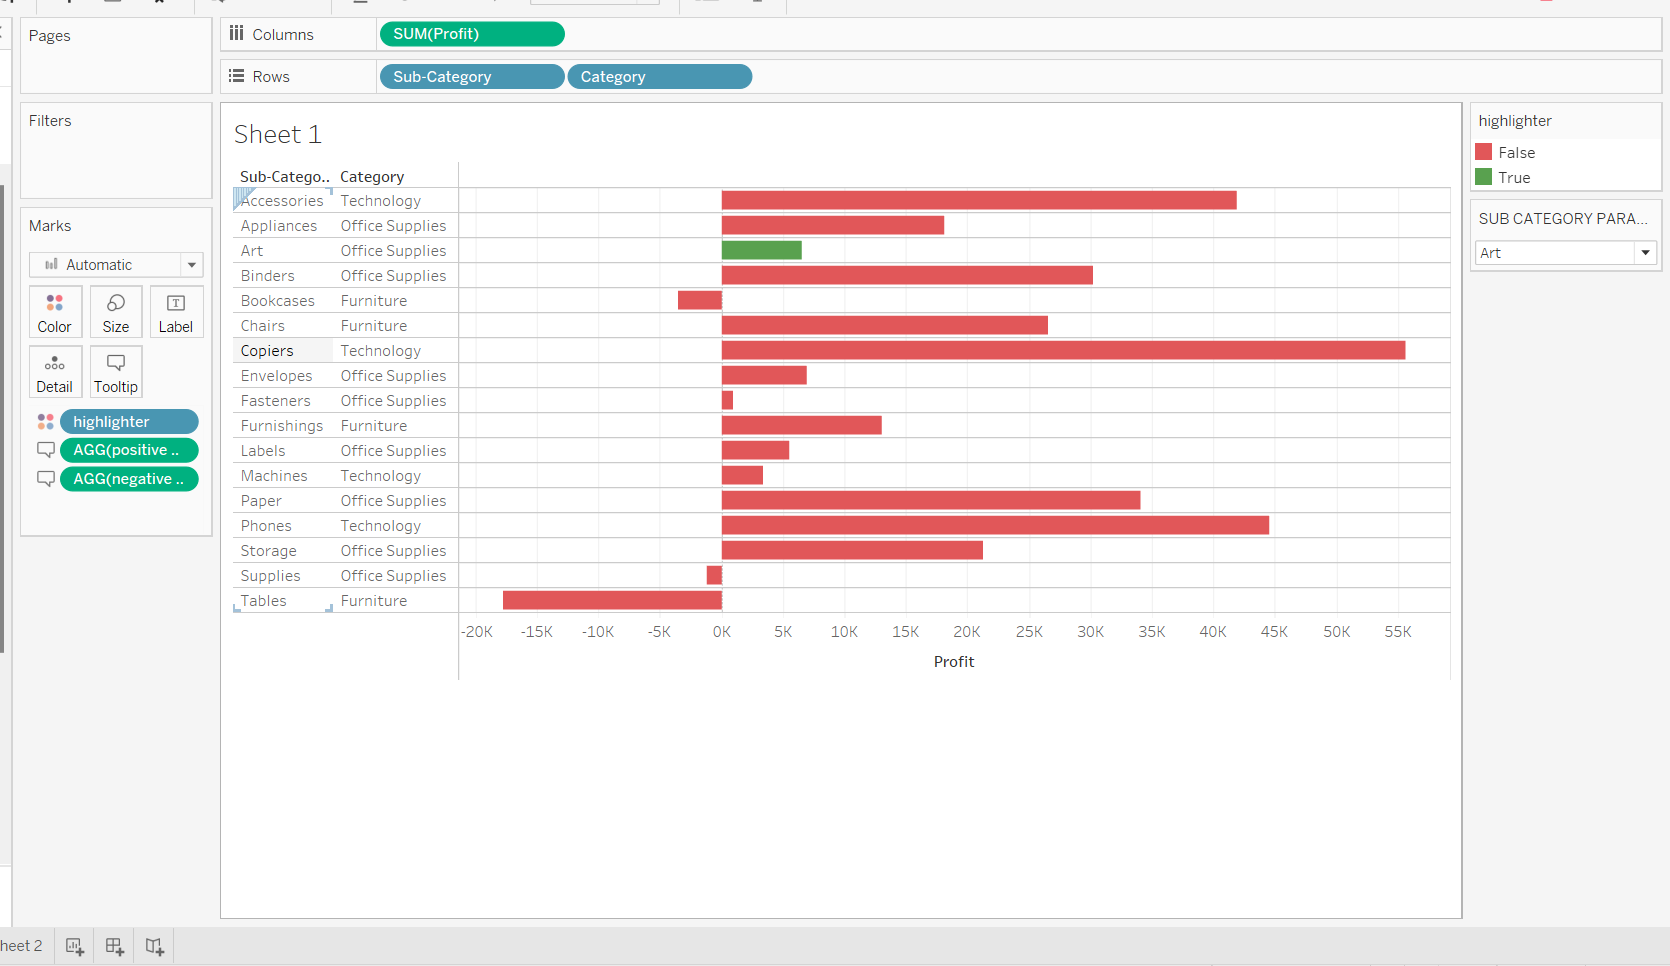 Pages
Columns
SUM(Profit)
Rows
Sub-Category
Category
Filters
Sheet 1
highlighter
False
True
SUB CATEGORY PARA...
Art
Marks
Automatic
Color
Size
T
Label
Detail
Tooltip
highlighter
AGG(positive ..
AGG(negative ..
Sub-Catego.. Category
Accessories Technology
Appliances Office Supplies
Art Office Supplies
Binders Office Supplies
Bookcases Furniture
Chairs Furniture
Copiers Technology
Envelopes Office Supplies
Fasteners Office Supplies
Furnishings Furniture
Labels Office Supplies
Machines Technology
Paper Office Supplies
Phones Technology
Storage Office Supplies
Supplies Office Supplies
Tables Furniture
-20K -15K -10K -5K 0K 5K 10K 15K 20K 25K 30K 35K 40K 45K 50K 55K
Profit
heet 2